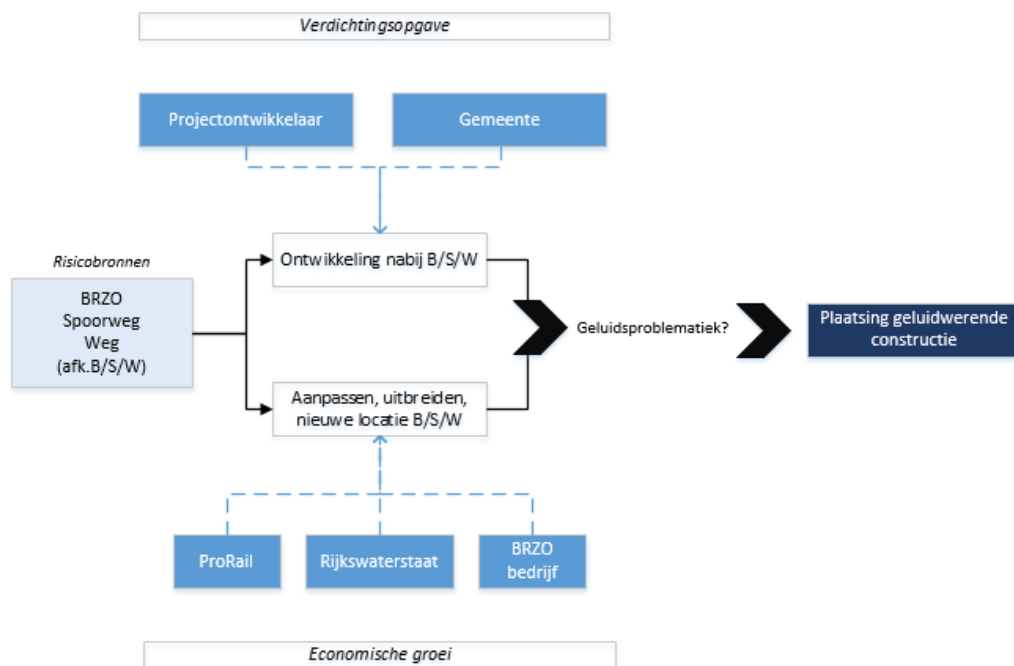 Verdichtingsopgave
Projectontwikkelaar
Gemeente
Risicobronnen
BRZO
Spoorweg
Weg
(afk.B/S/W)
Ontwikkeling nabij B/S/W
Aanpassen, uitbreiden,
nieuwe locatie B/S/W
Geluidsproblematiek?
Plaatsing geluidwerende
constructie
ProRail
Rijkswaterstaat
BRZO
bedrijf
Economische groei